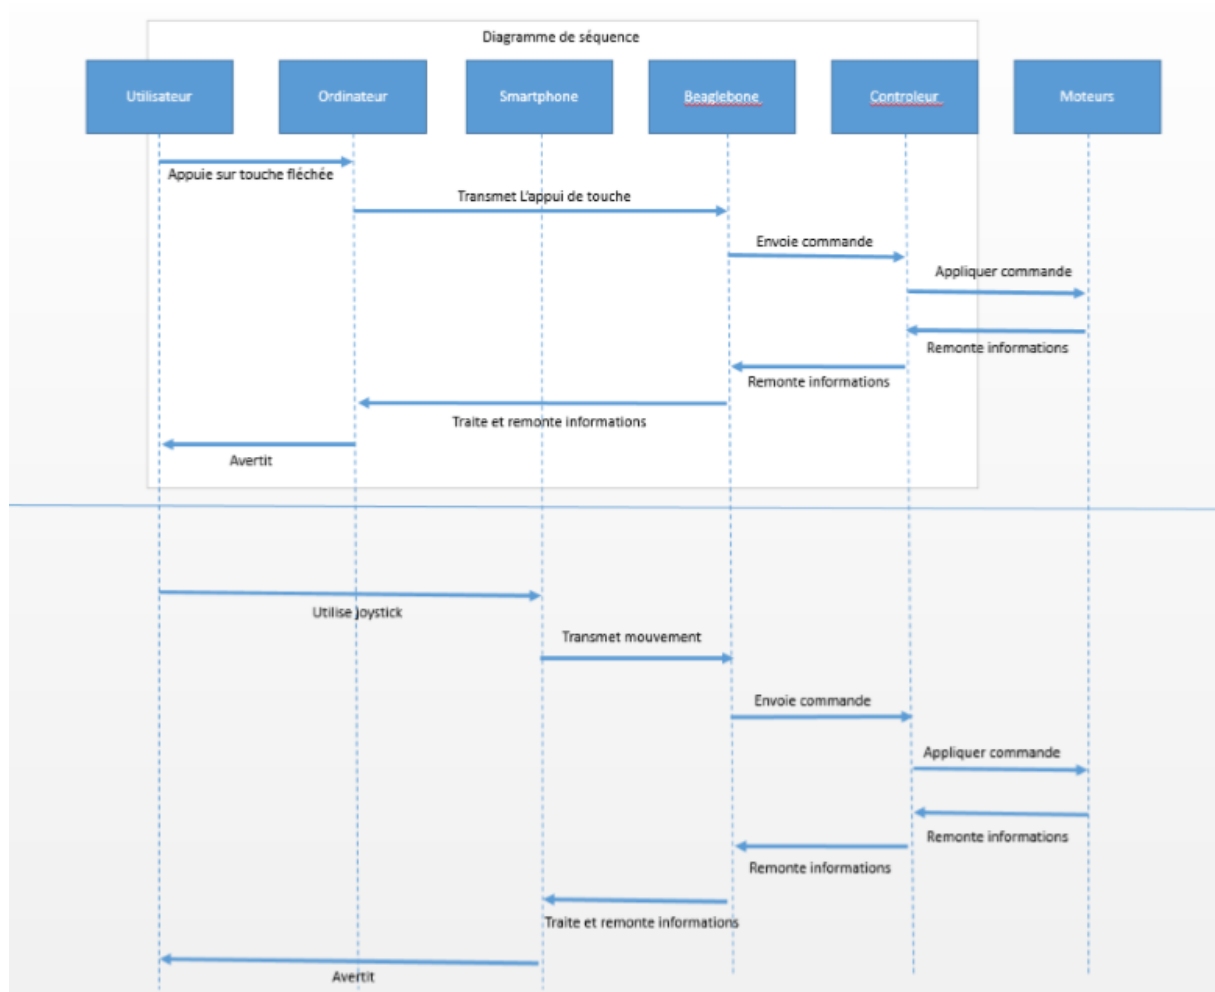 Diagramme de séquence
Utilisateur
Ordinateur
Smartphone
Beaglebone
Controleur
Moteurs
Appuie sur touche fléchée
Transmet L'appui de touche
Envoie commande
Appliquer commande
Remonte informations
Remonte informations
Traite et remonte informations
Avertit
Utilise joystick
Transmet mouvement
Envoie commande
Appliquer commande
Remonte informations
Remonte informations
Traite et remonte informations
Avertit